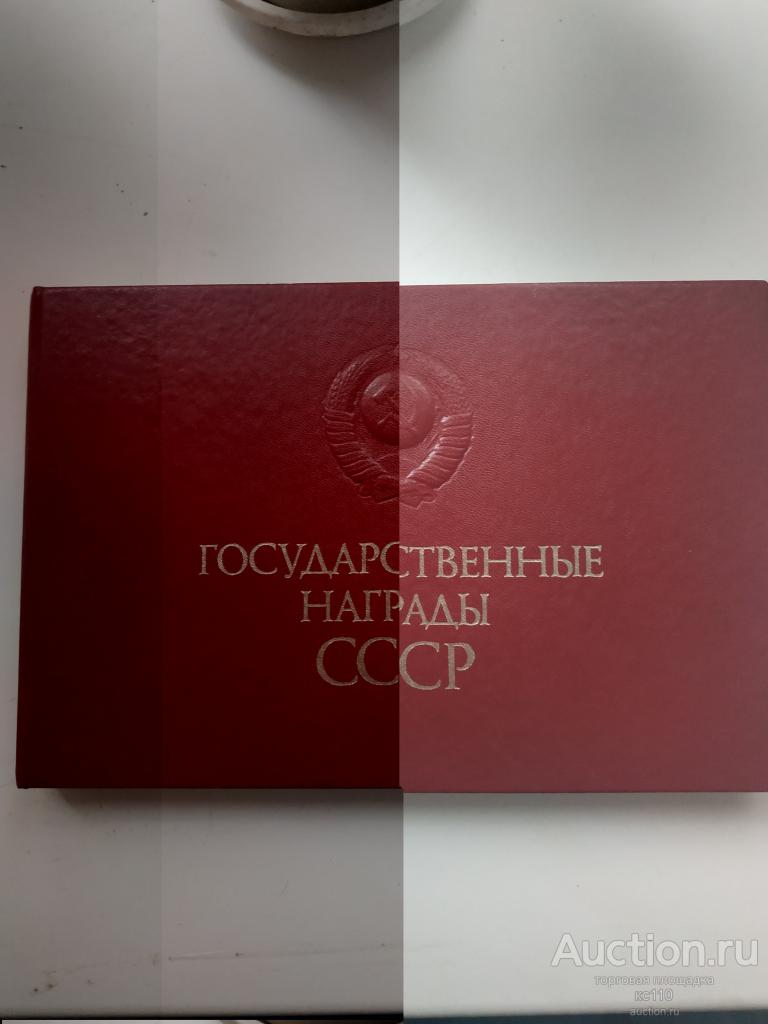 ГОСУДАРСТВЕННЫЕ
НАГРАДЫ
СССР
Auction.ru
торговая площадка
кс110
auction.ru